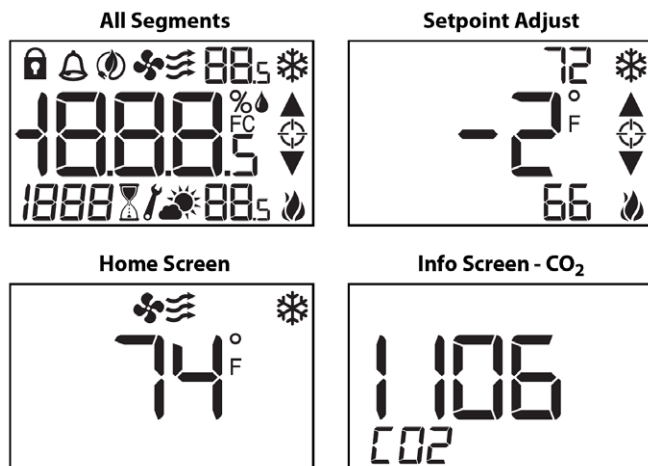 All Segments
88.5
-188.8.5 %
FC
1888 88.5
Setpoint Adjust
72
-2°F
66
Home Screen
74°F
Info Screen - CO₂
1106
CO2